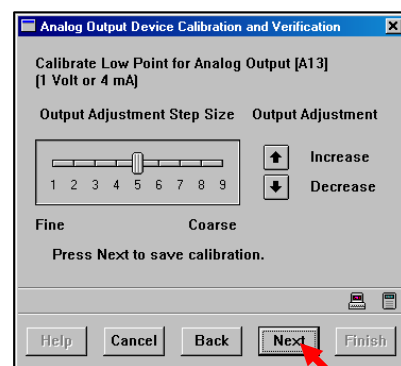 Analog Output Device Calibration and Verification
Calibrate Low Point for Analog Output [A13]
(1 Volt or 4 mA)
Output Adjustment Step Size Output Adjustment
Increase
1 2 3 4 5 6 7 8 9 Decrease
Fine Coarse
Press Next to save calibration.
Help Cancel Back Next Finish